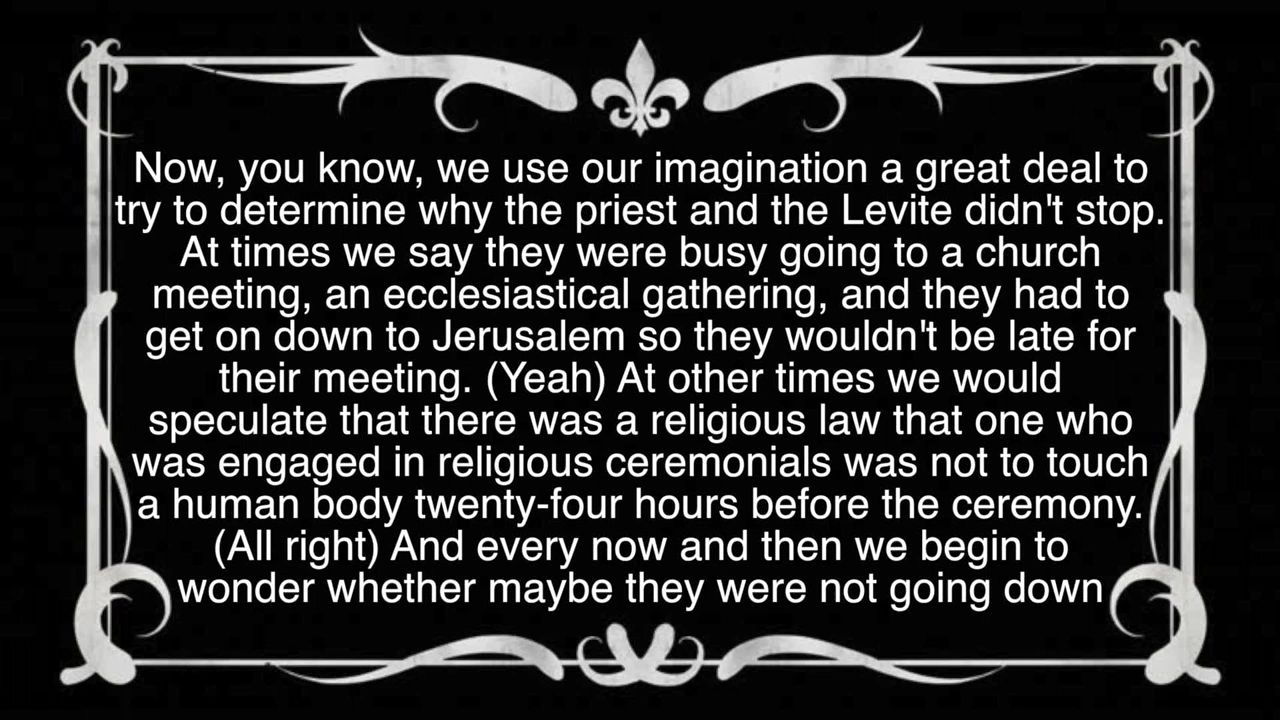 Now, you know, we use our imagination a great deal to
try to determine why the priest and the Levite didn't stop.
At times we say they were busy going to a church
meeting, an ecclesiastical gathering, and they had to
get on down to Jerusalem so they wouldn't be late for
their meeting. (Yeah) At other times we would
speculate that there was a religious law that one who
was engaged in religious ceremonials was not to touch
a human body twenty-four hours before the ceremony.
(All right) And every now and then we begin to
wonder whether maybe they were not going down